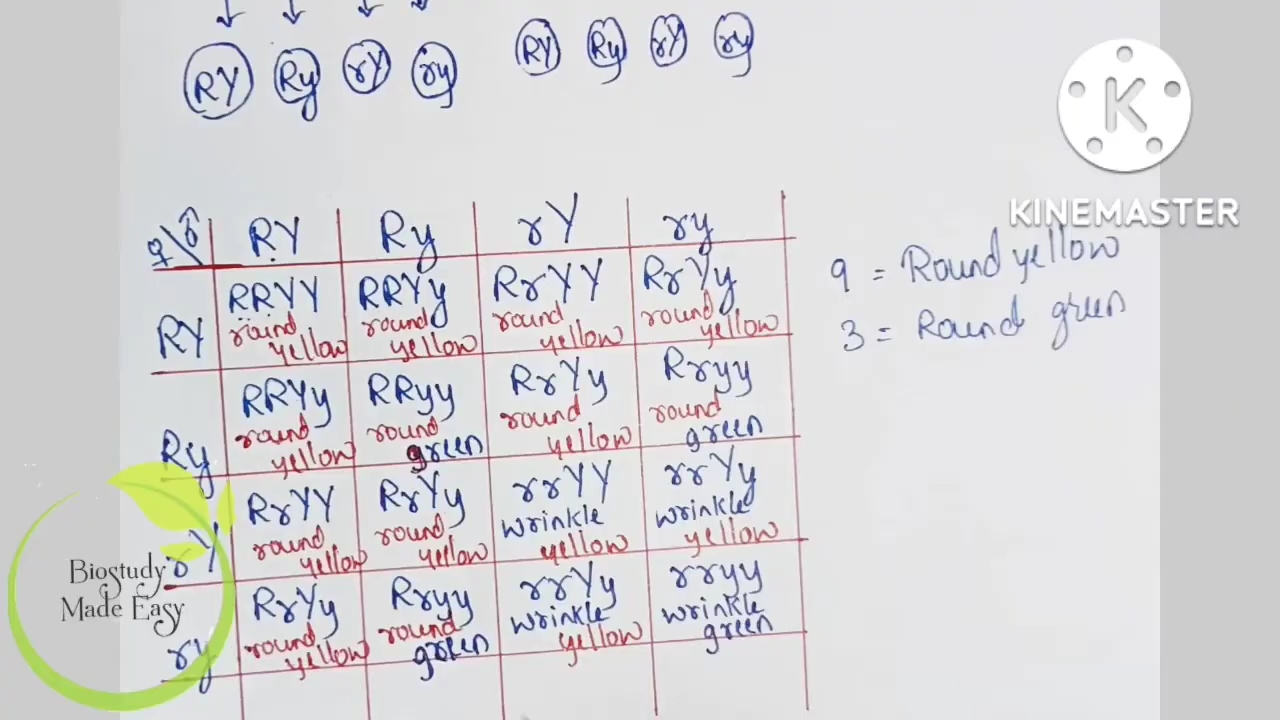 RY Ry rY ry RY Ry rY ry
KINEMASTER
♀ ♂ RY Ry rY ry
RY RRYY RRYy RrYY RrYy
round round round round
yellow yellow yellow yellow
Ry RRYy RRyy RrYy Rryy
round round round round
yellow green yellow green
rY RrYY RrYy rrYY rrYy
round round wrinkle wrinkle
yellow yellow yellow yellow
ry RrYy Rryy rrYy rryy
round round wrinkle wrinkle
yellow green yellow green
9 = Round yellow
3 = Round green
Biostudy
Made Easy